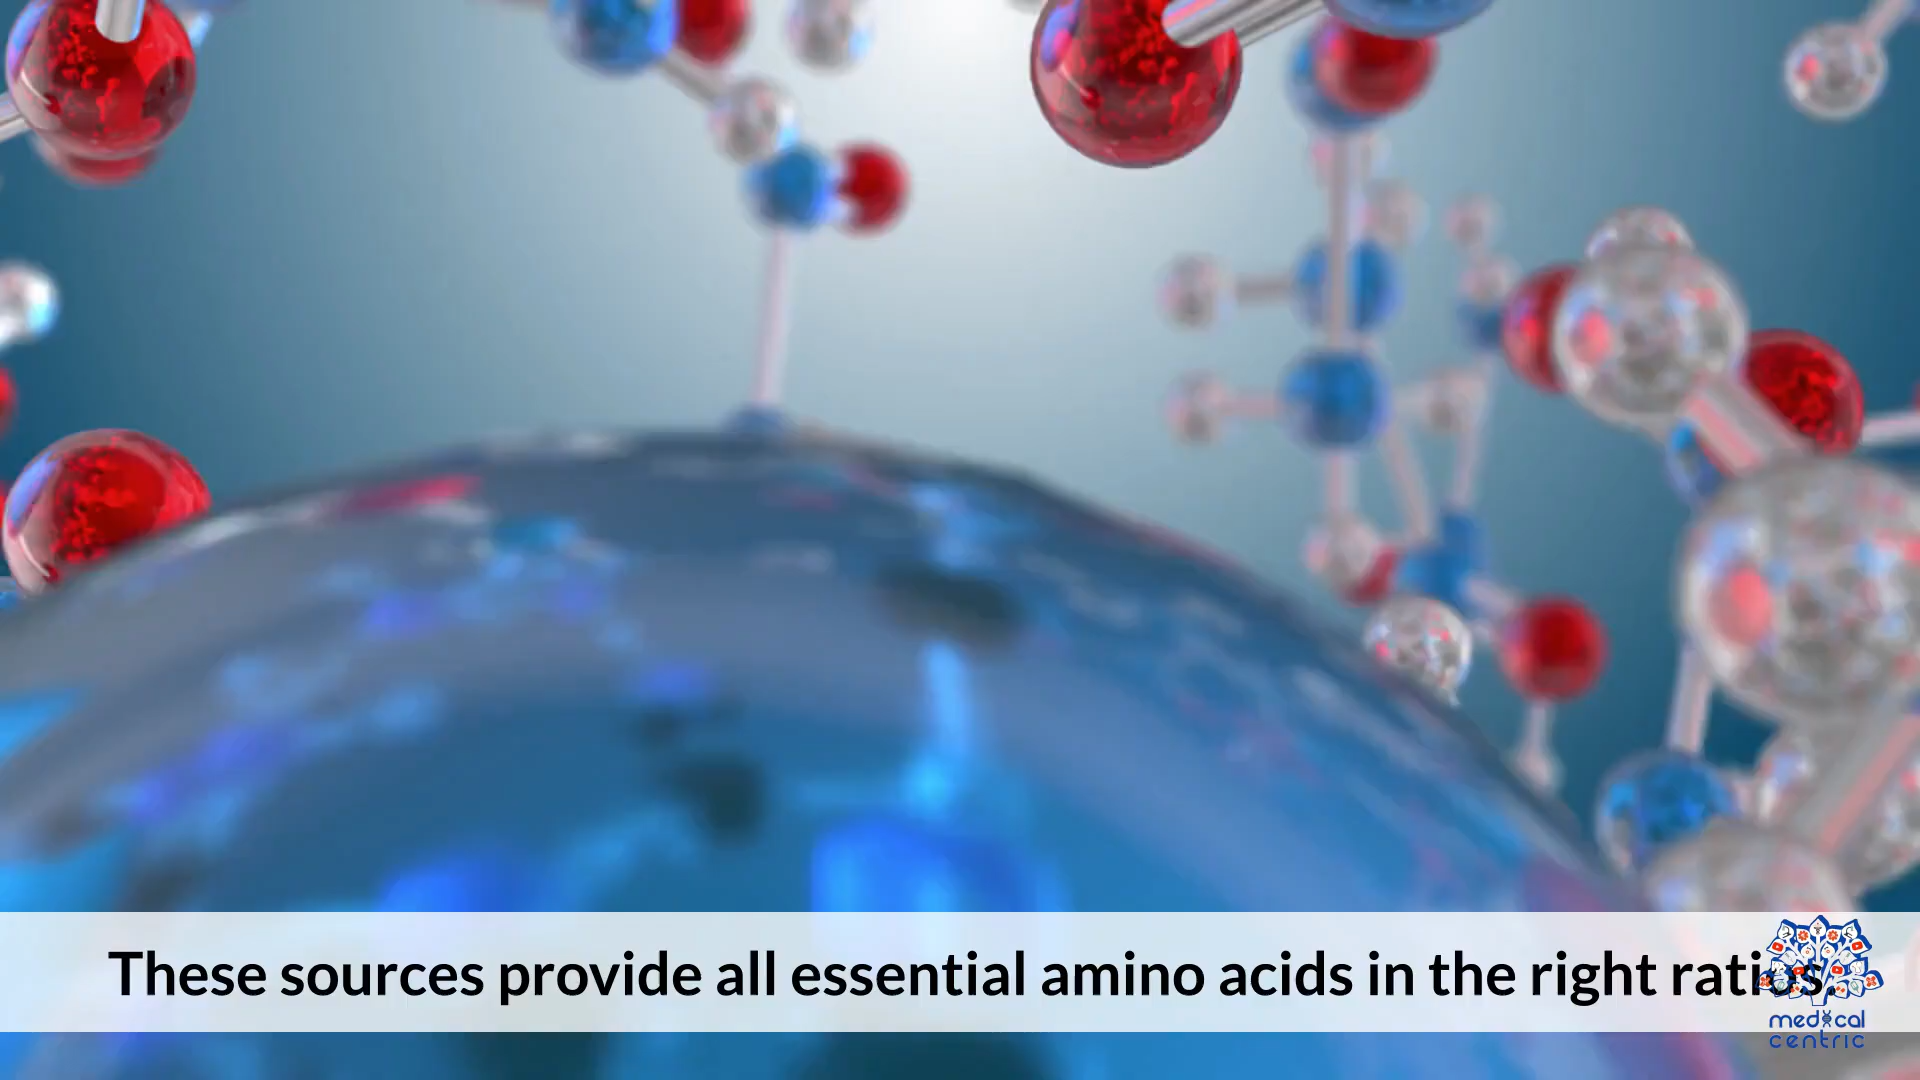 These sources provide all essential amino acids in the right ratios.
medical
centric